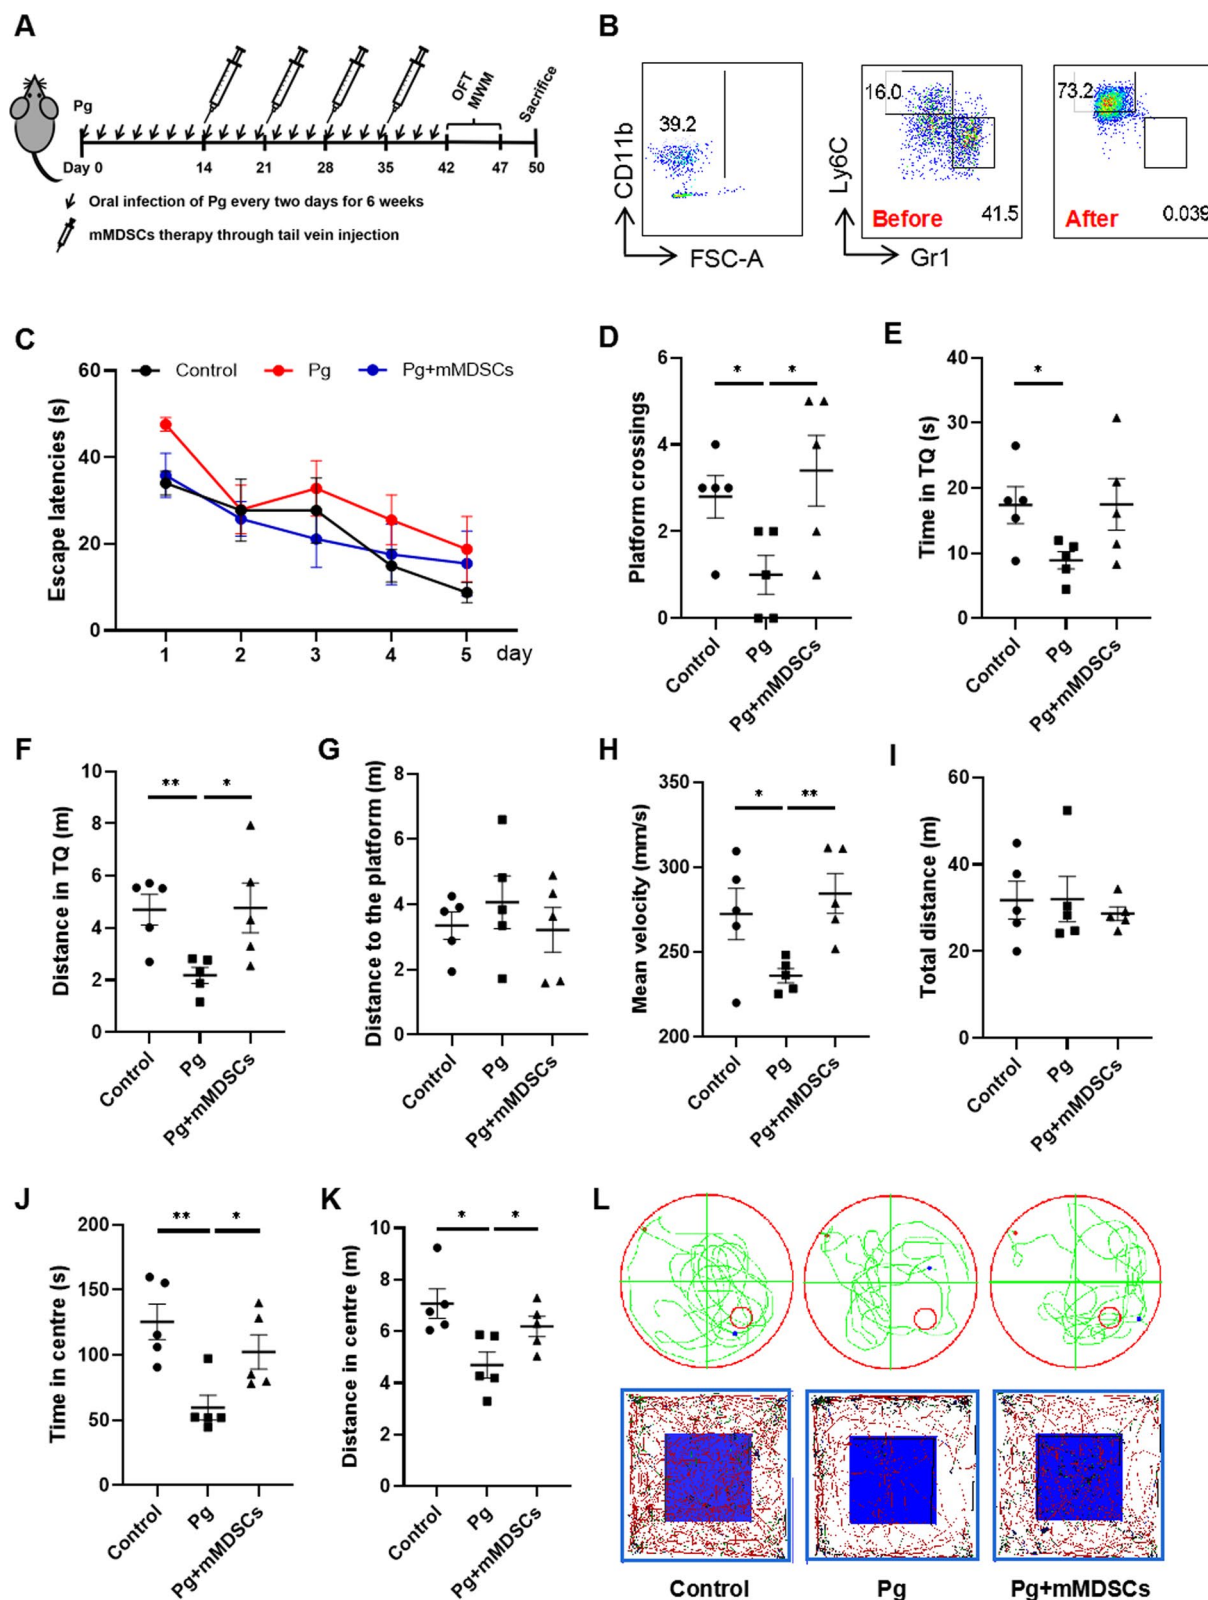 A
Pg
OFT
MWM
Sacrifice
Day 0 14 21 28 35 42 47 50
Oral infection of Pg every two days for 6 weeks
mMDSCs therapy through tail vein injection
B
CD11b
39.2
FSC-A
Ly6C
16.0
Before
41.5
Gr1
73.2
After
0.039
C
Control Pg Pg+mMDSCs
Escape latencies (s)
60
40
20
0
1 2 3 4 5 day
D
Platform crossings
6
4
2
0
* *
Control Pg Pg+mMDSCs
E
Time in TQ (s)
40
30
20
10
0
*
Control Pg Pg+mMDSCs
F
Distance in TQ (m)
10
8
6
4
2
0
** *
Control Pg Pg+mMDSCs
G
Distance to the platform (m)
8
6
4
2
0
Control Pg Pg+mMDSCs
H
Mean velocity (mm/s)
350
300
250
200
* **
Control Pg Pg+mMDSCs
I
Total distance (m)
60
40
20
0
Control Pg Pg+mMDSCs
J
Time in centre (s)
200
150
100
50
0
** *
Control Pg Pg+mMDSCs
K
Distance in centre (m)
10
8
6
4
2
0
* *
Control Pg Pg+mMDSCs
L
Control Pg Pg+mMDSCs